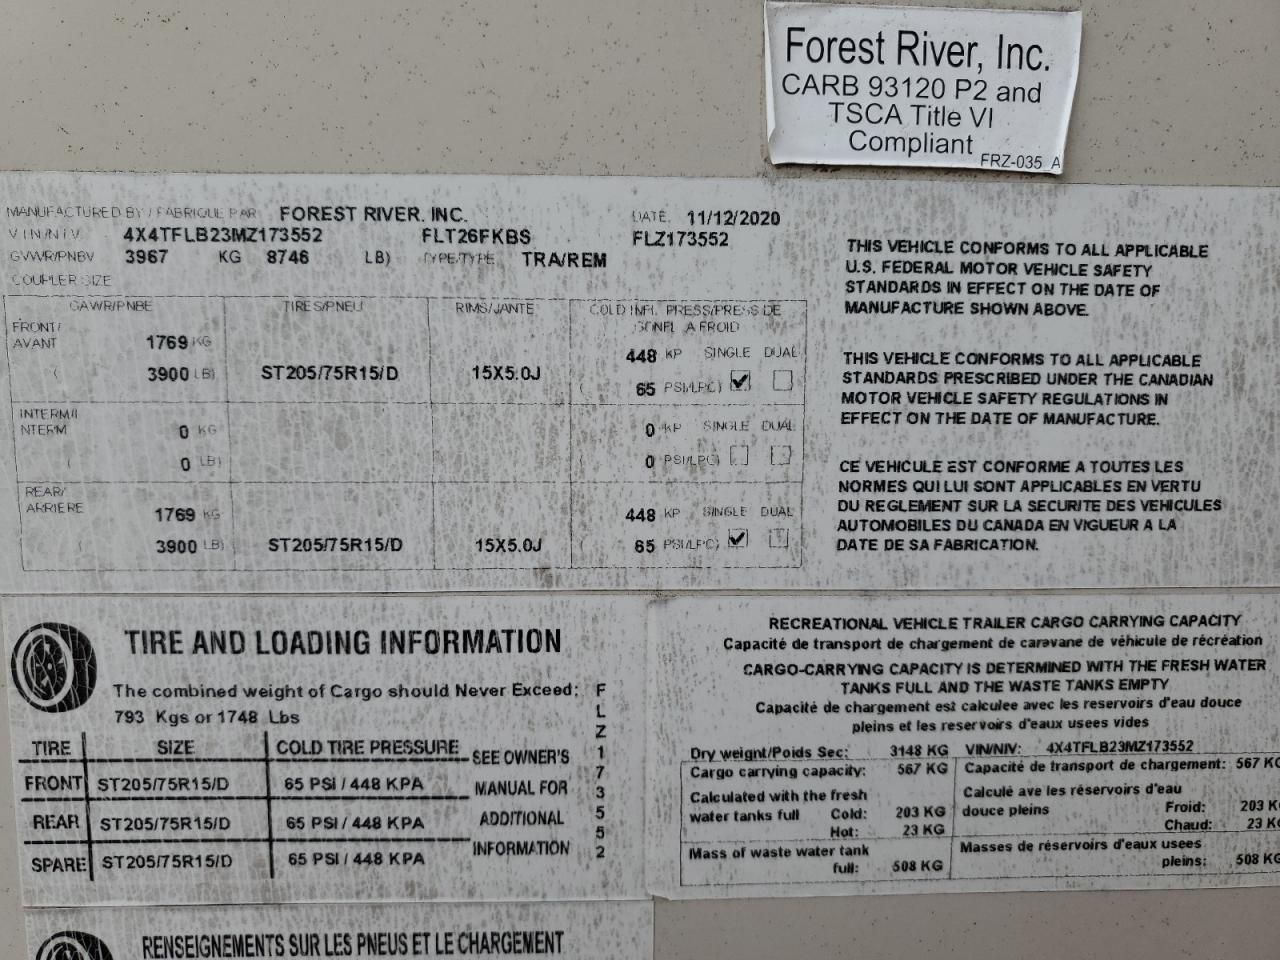 Forest River, Inc.
CARB 93120 P2 and
TSCA Title VI
Compliant
FRZ-035 A
MANUFACTURED BY / FABRIQUE PAR FOREST RIVER, INC. DATE. 11/12/2020
VIN/NIV 4X4TFLB23MZ173552 FLT26FKBS FLZ173552
GVWR/PNBV 3967 KG 8746 LB) TYPE/TYPE TRA/REM
COUPLER SIZE
GAWR/PNBE TIRES/PNEU RIMS/JANTE COLD INFL. PRESS/PRESS DE
GONFL A FROID
FRONT/
AVANT 1769 KG 448 KP SINGLE DUAL
( 3900 LB) ST205/75R15/D 15X5.0J ( 65 PSI/LPC)
INTERM/I
NTERM 0 KG 0 KP SINGLE DUAL
( 0 LB) ( 0 PSI/LPC)
REAR/
ARRIERE 1769 KG 448 KP SINGLE DUAL
( 3900 LB) ST205/75R15/D 15X5.0J ( 65 PSI/LPC)
THIS VEHICLE CONFORMS TO ALL APPLICABLE
U.S. FEDERAL MOTOR VEHICLE SAFETY
STANDARDS IN EFFECT ON THE DATE OF
MANUFACTURE SHOWN ABOVE.
THIS VEHICLE CONFORMS TO ALL APPLICABLE
STANDARDS PRESCRIBED UNDER THE CANADIAN
MOTOR VEHICLE SAFETY REGULATIONS IN
EFFECT ON THE DATE OF MANUFACTURE.
CE VEHICULE EST CONFORME A TOUTES LES
NORMES QUI LUI SONT APPLICABLES EN VERTU
DU REGLEMENT SUR LA SECURITE DES VEHICULES
AUTOMOBILES DU CANADA EN VIGUEUR A LA
DATE DE SA FABRICATION.
TIRE AND LOADING INFORMATION
The combined weight of Cargo should Never Exceed:
793 Kgs or 1748 Lbs
TIRE SIZE COLD TIRE PRESSURE
FRONT ST205/75R15/D 65 PSI / 448 KPA
REAR ST205/75R15/D 65 PSI / 448 KPA
SPARE ST205/75R15/D 65 PSI / 448 KPA
SEE OWNER'S
MANUAL FOR
ADDITIONAL
INFORMATION
FLZ173552
RECREATIONAL VEHICLE TRAILER CARGO CARRYING CAPACITY
Capacité de transport de chargement de caravane de véhicule de récréation
CARGO-CARRYING CAPACITY IS DETERMINED WITH THE FRESH WATER
TANKS FULL AND THE WASTE TANKS EMPTY
Capacité de chargement est calculee avec les reservoirs d'eau douce
pleins et les reservoirs d'eaux usees vides
Dry weight/Poids Sec: 3148 KG VIN/NIV: 4X4TFLB23MZ173552
Cargo carrying capacity: 567 KG Capacité de transport de chargement: 567 KG
Calculated with the fresh Calculé ave les réservoirs d'eau
water tanks full Cold: 203 KG douce pleins Froid: 203 KG
Hot: 23 KG Chaud: 23 KG
Mass of waste water tank Masses de réservoirs d'eaux usees
full: 508 KG pleins: 508 KG
RENSEIGNEMENTS SUR LES PNEUS ET LE CHARGEMENT